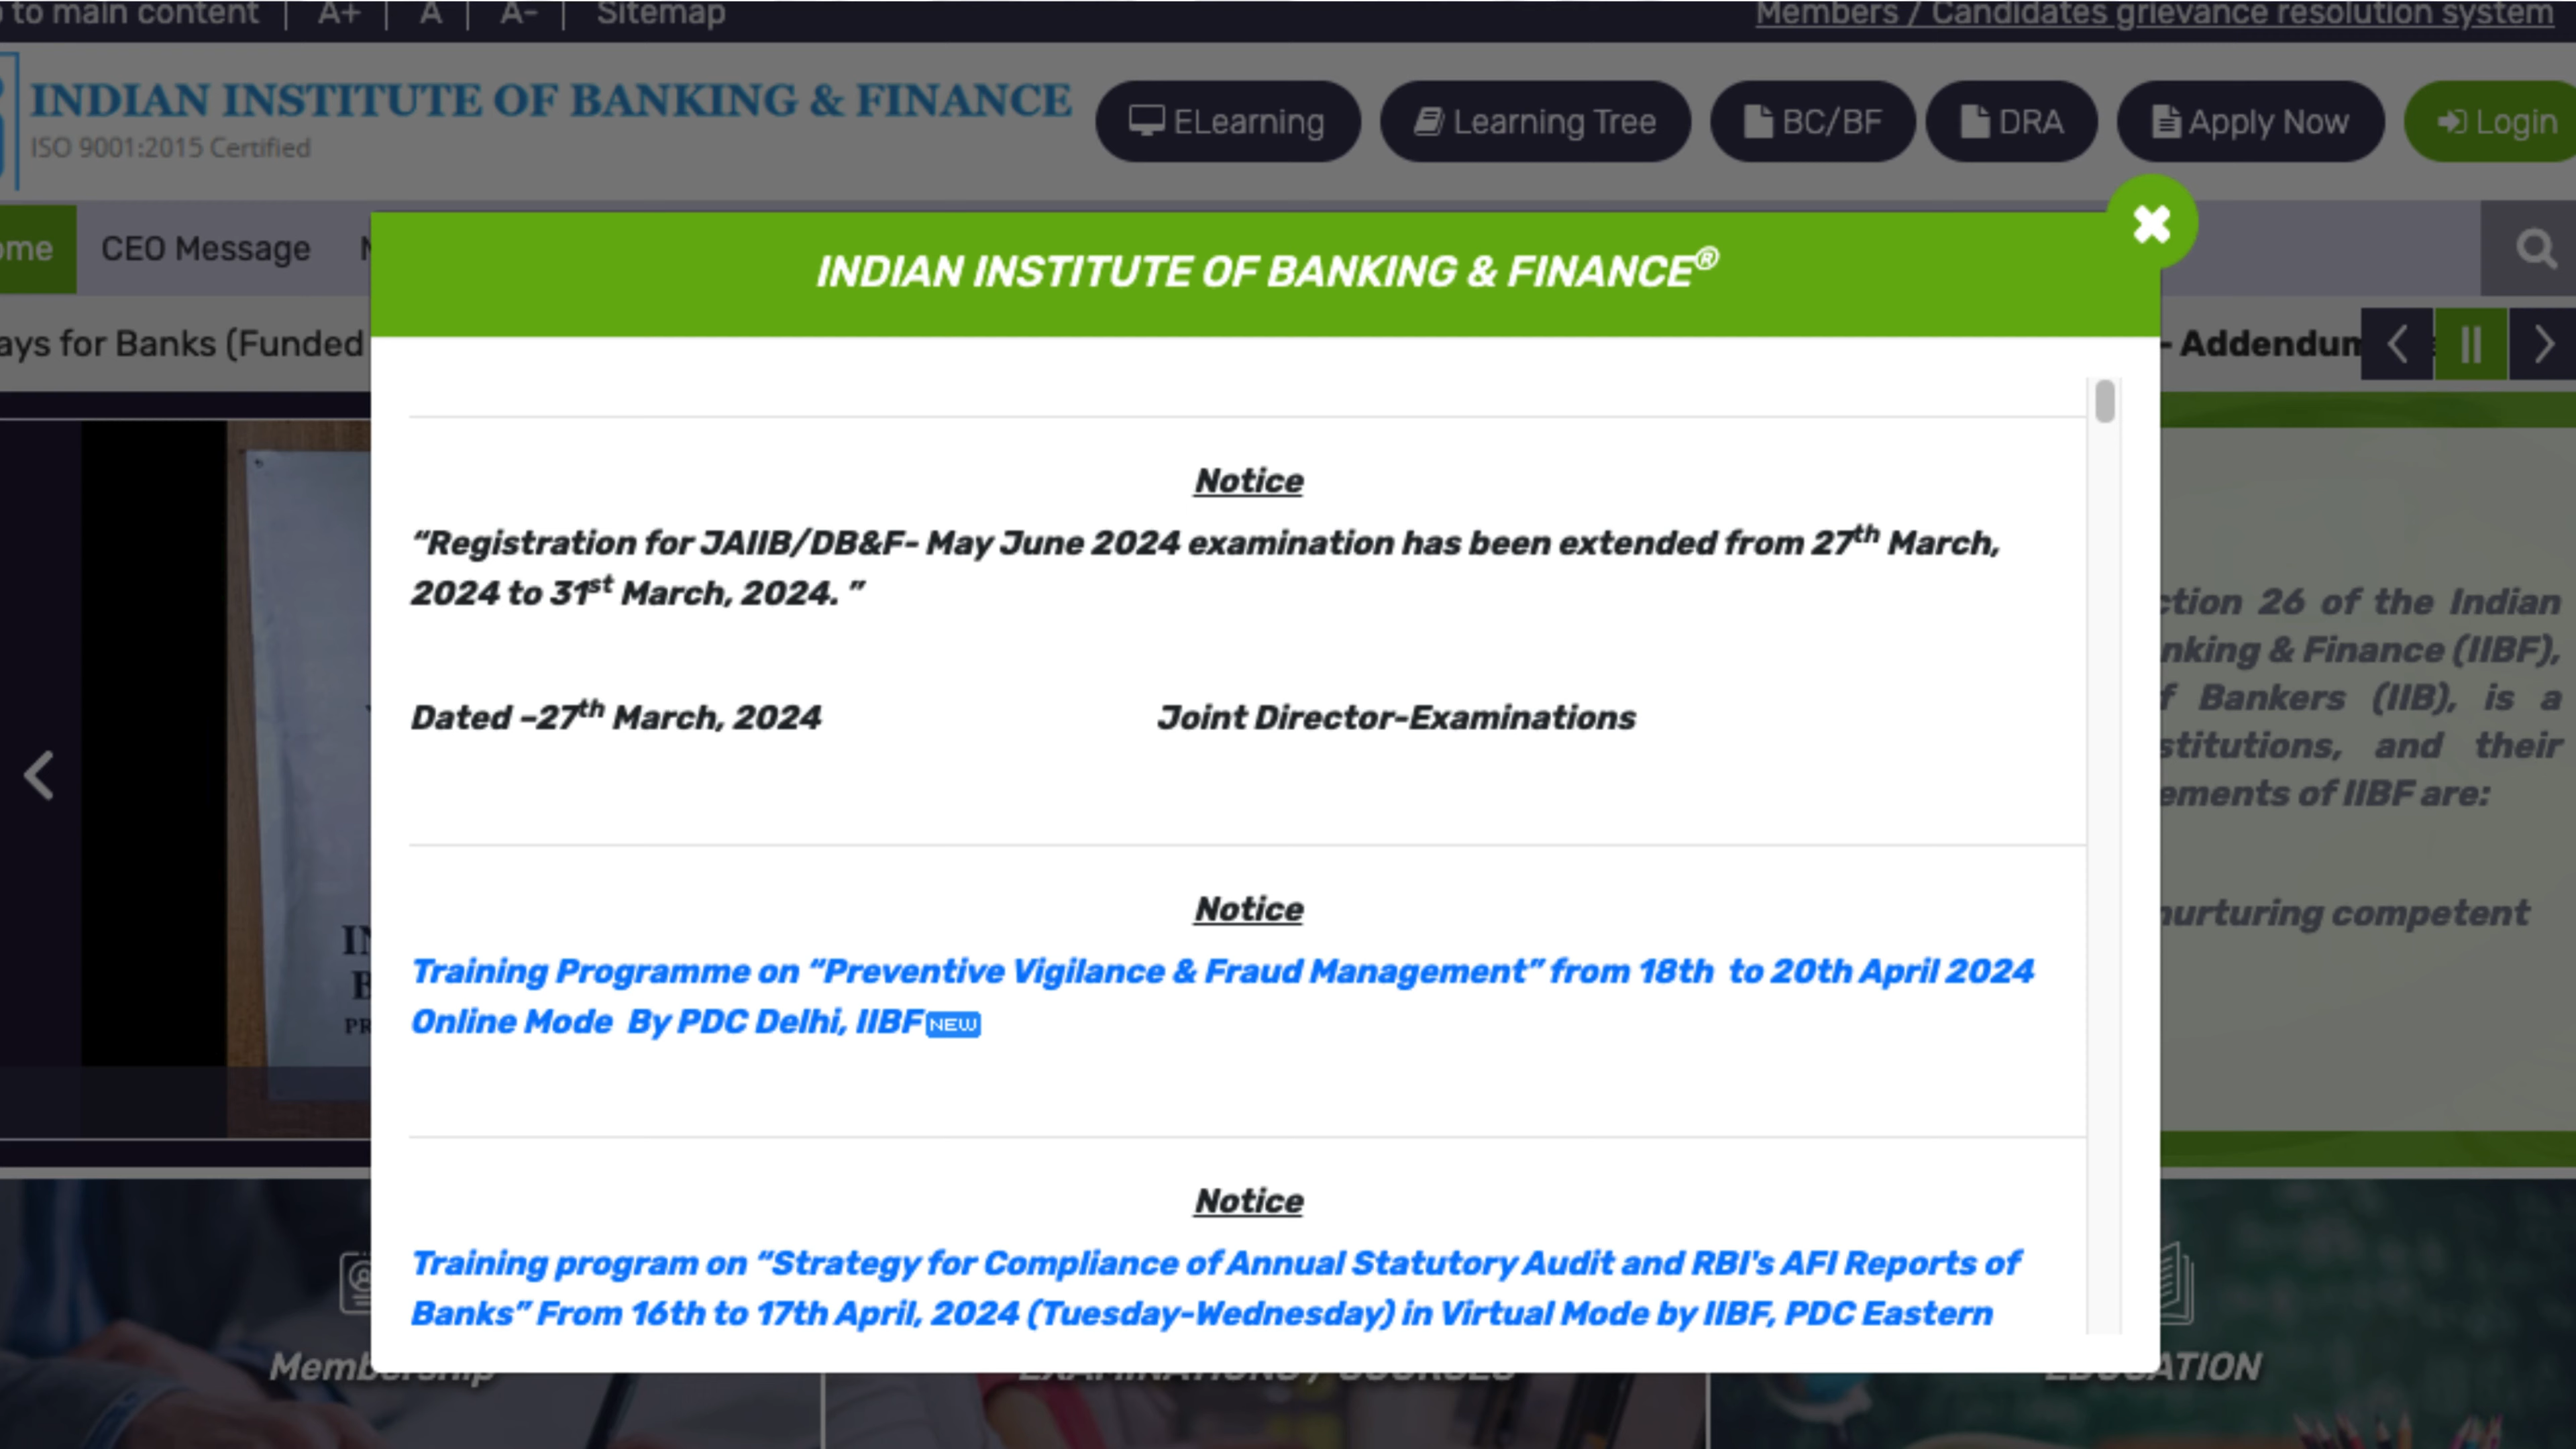 to main content | A+ | A | A- | Sitemap
Members / Candidates grievance resolution system
INDIAN INSTITUTE OF BANKING & FINANCE
ISO 9001:2015 Certified
ELearning
Learning Tree
BC/BF
DRA
Apply Now
Login
ome
CEO Message
INDIAN INSTITUTE OF BANKING & FINANCE®
ays for Banks (Funded
- Addendum
Notice
“Registration for JAIIB/DB&F- May June 2024 examination has been extended from 27th March,
2024 to 31st March, 2024. ”
Dated –27th March, 2024
Joint Director-Examinations
Notice
Training Programme on “Preventive Vigilance & Fraud Management” from 18th to 20th April 2024
Online Mode By PDC Delhi, IIBF NEW
Notice
Training program on “Strategy for Compliance of Annual Statutory Audit and RBI's AFI Reports of
Banks” From 16th to 17th April, 2024 (Tuesday-Wednesday) in Virtual Mode by IIBF, PDC Eastern
ction 26 of the Indian
nking & Finance (IIBF),
f Bankers (IIB), is a
stitutions, and their
ements of IIBF are:
nurturing competent
Membership
EXAMINATIONS / COURSES
EDUCATION